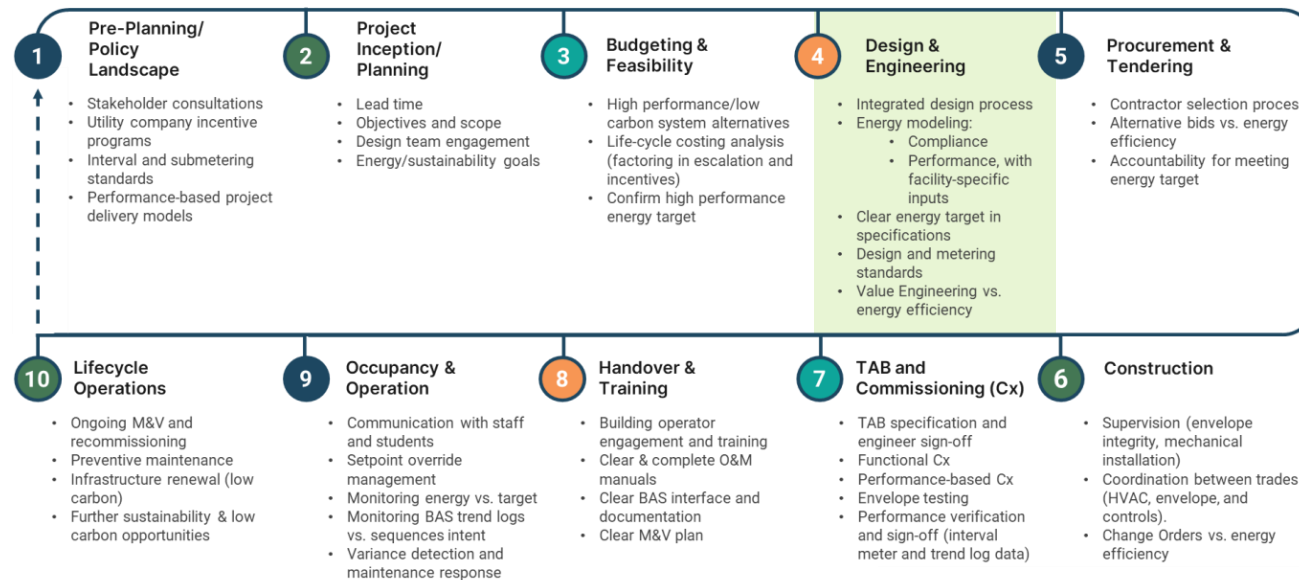 1
Pre-Planning/
Policy
Landscape
• Stakeholder consultations
• Utility company incentive
programs
• Interval and submetering
standards
• Performance-based project
delivery models
2
Project
Inception/
Planning
• Lead time
• Objectives and scope
• Design team engagement
• Energy/sustainability goals
3
Budgeting &
Feasibility
• High performance/low
carbon system alternatives
• Life-cycle costing analysis
(factoring in escalation and
incentives)
• Confirm high performance
energy target
4
Design &
Engineering
• Integrated design process
• Energy modeling:
• Compliance
• Performance, with
facility-specific
inputs
• Clear energy target in
specifications
• Design and metering
standards
• Value Engineering vs.
energy efficiency
5
Procurement &
Tendering
• Contractor selection process
• Alternative bids vs. energy
efficiency
• Accountability for meeting
energy target
10
Lifecycle
Operations
• Ongoing M&V and
recommissioning
• Preventive maintenance
• Infrastructure renewal (low
carbon)
• Further sustainability & low
carbon opportunities
9
Occupancy &
Operation
• Communication with staff
and students
• Setpoint override
management
• Monitoring energy vs. target
• Monitoring BAS trend logs
vs. sequences intent
• Variance detection and
maintenance response
8
Handover &
Training
• Building operator
engagement and training
• Clear & complete O&M
manuals
• Clear BAS interface and
documentation
• Clear M&V plan
7
TAB and
Commissioning (Cx)
• TAB specification and
engineer sign-off
• Functional Cx
• Performance-based Cx
• Envelope testing
• Performance verification
and sign-off (interval
meter and trend log data)
6
Construction
• Supervision (envelope
integrity, mechanical
installation)
• Coordination between trades
(HVAC, envelope, and
controls).
• Change Orders vs. energy
efficiency